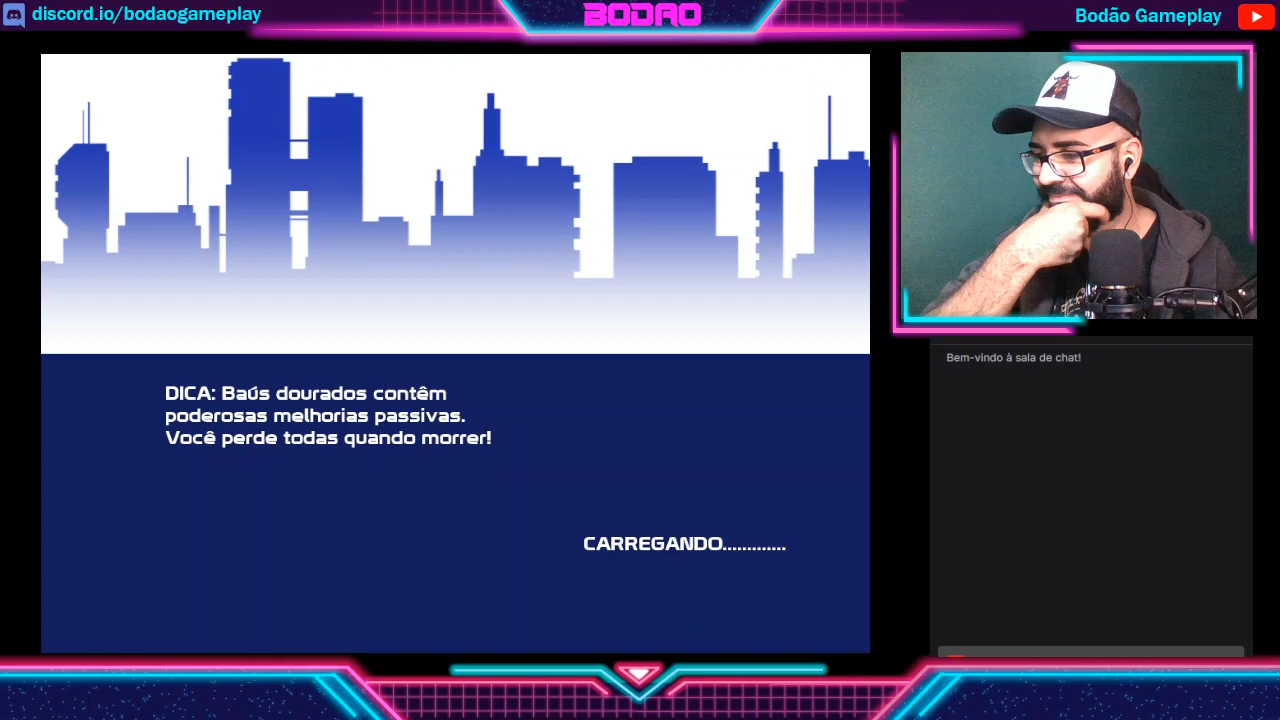 discord.io/bodaogameplay
BODAO
Bodão Gameplay
DICA: Baús dourados contêm
poderosas melhorias passivas.
Você perde todas quando morrer!
CARREGANDO.............
Bem-vindo à sala de chat!